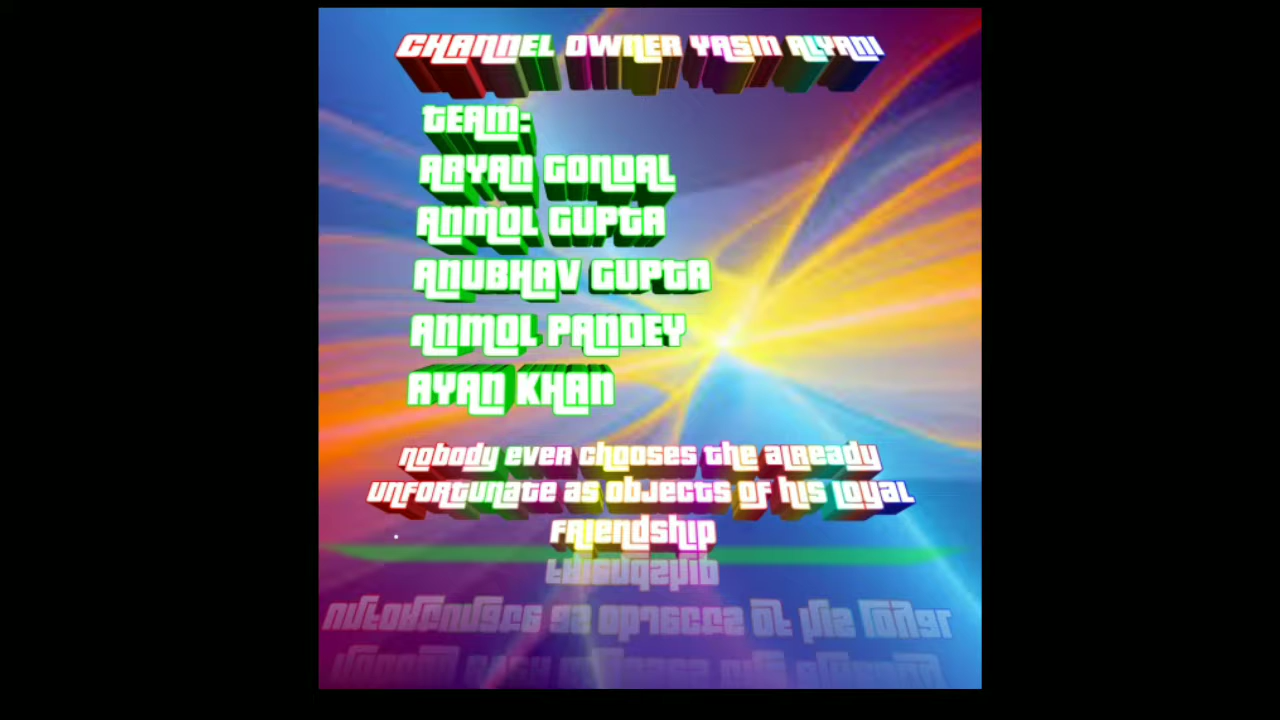 CHANNEL OWNER YASIN ALYANI
TEAM:
AAYAN GONDAL
ANMOL GUPTA
ANUBHAV GUPTA
ANMOL PANDEY
AYAN KHAN
nobody ever chooses the already
unfortunate as objects of his loyal
friendship